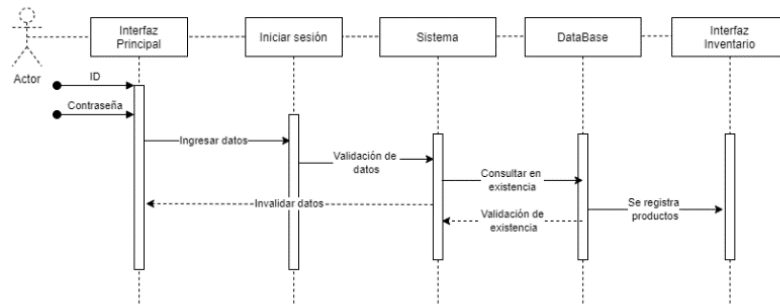 Interfaz
Principal
Iniciar sesión
Sistema
DataBase
Interfaz
Inventario
Actor
ID
Contraseña
Ingresar datos
Validación de
datos
Consultar en
existencia
Invalidar datos
Validación de
existencia
Se registra
productos